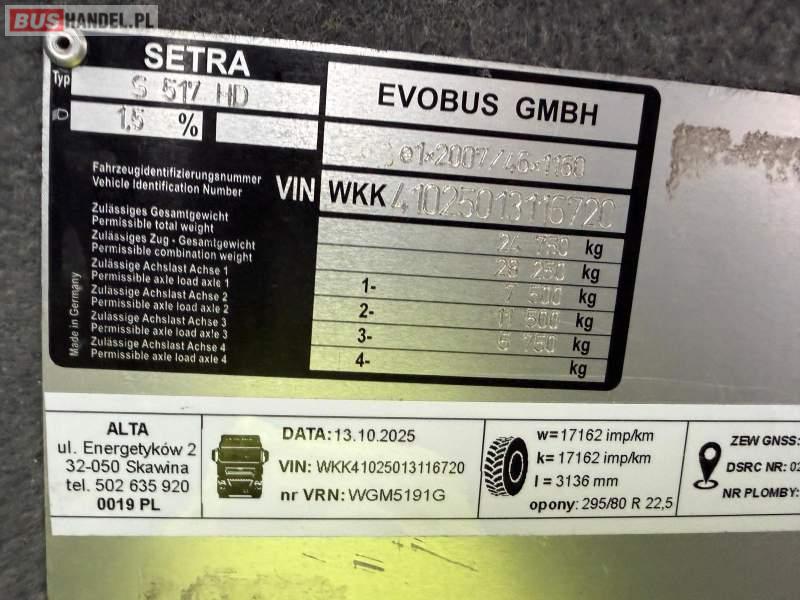 BUSHANDEL.PL
SETRA
Typ S 517 HD
1,5 %
EVOBUS GMBH
e1*2007/46*1160
Fahrzeugidentifizierungsnummer
Vehicle Identification Number
VIN WKK41025013116720
Zulässiges Gesamtgewicht
Permissible total weight
24 750 kg
Zulässiges Zug - Gesamtgewicht
Permissible combination weight
28 250 kg
Zulässige Achslast Achse 1
Permissible axle load axle 1
1- 7 500 kg
Zulässige Achslast Achse 2
Permissible axle load axle 2
2- 11 500 kg
Zulässige Achslast Achse 3
Permissible axle load axle 3
3- 5 750 kg
Zulässige Achslast Achse 4
Permissible axle load axle 4
4- kg
Made in Germany
ALTA
ul. Energetyków 2
32-050 Skawina
tel. 502 635 920
0019 PL
DATA: 13.10.2025
VIN: WKK41025013116720
nr VRN: WGM5191G
w= 17162 imp/km
k= 17162 imp/km
l = 3136 mm
opony: 295/80 R 22,5
ZEW GNSS:
DSRC NR: 02
NR PLOMBY: